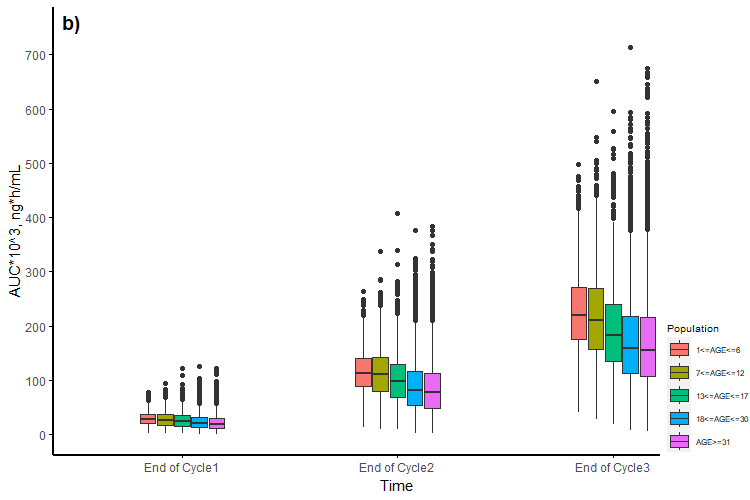 b)
AUC*10^3, ng*h/mL
700
600
500
400
300
200
100
0
End of Cycle1
End of Cycle2
End of Cycle3
Time
Population
1<=AGE<=6
7<=AGE<=12
13<=AGE<=17
18<=AGE<=30
AGE>=31